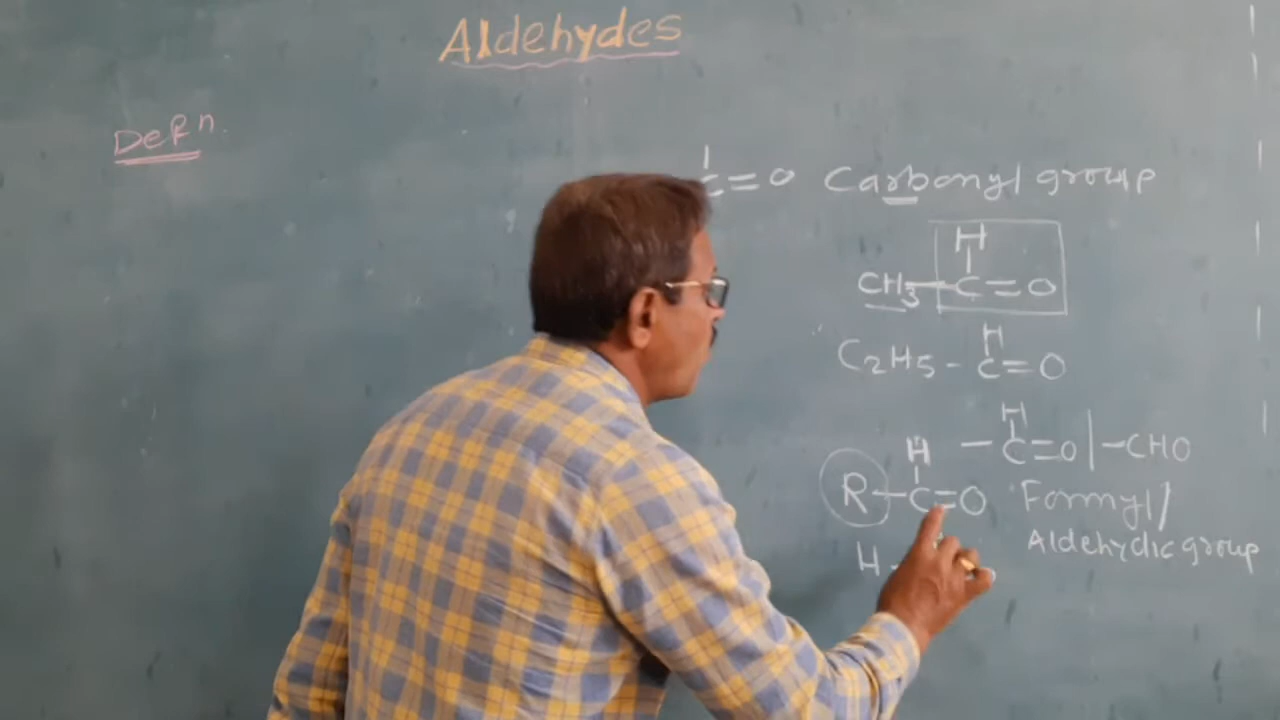 Aldehydes
Defn.
C=O Carbonyl group
H
CH3-C=O
H
C2H5-C=O
H
-C=O|-CHO
H
R-C=O Formyl/
Aldehydic group
H-